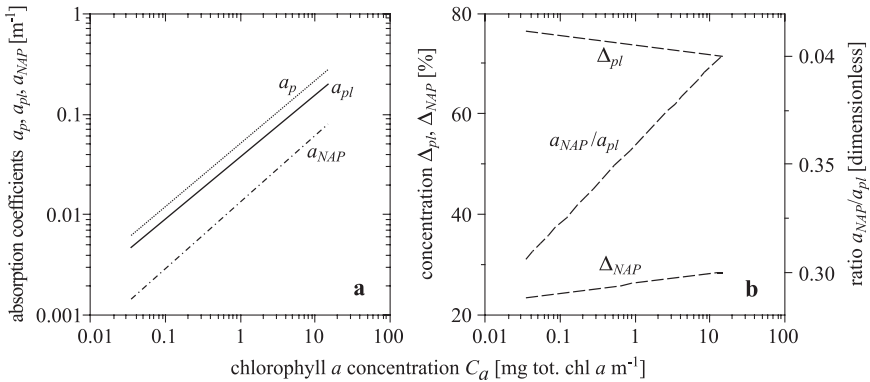 absorption coefficients a_p, a_pl, a_NAP [m⁻¹]
1
0.1
0.01
0.001
a_p
a_pl
a_NAP
a
0.01 0.1 1 10 100
concentration Δ_pl, Δ_NAP [%]
80
70
60
50
40
30
20
Δ_pl
a_NAP/a_pl
Δ_NAP
b
0.01 0.1 1 10 100
0.04
0.35
0.30
ratio a_NAP/a_pl [dimensionless]
chlorophyll a concentration C_a [mg tot. chl a m⁻¹]